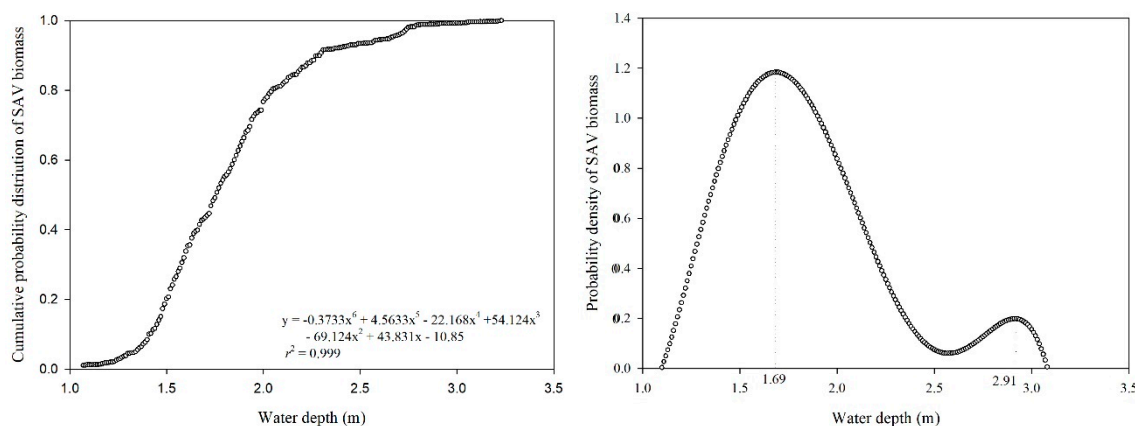 Cumulative probability distriution of SAV biomass
1.0
0.8
0.6
0.4
0.2
0.0
y = -0.3733x⁶ + 4.5633x⁵ - 22.168x⁴ +54.124x³
- 69.124x² + 43.831x - 10.85
r² = 0.999
1.0 1.5 2.0 2.5 3.0 3.5
Water depth (m)
Probability density of SAV biomass
1.4
1.2
1.0
0.8
0.6
0.4
0.2
0.0
1.0 1.5 2.0 2.5 3.0 3.5
1.69 2.91
Water depth (m)